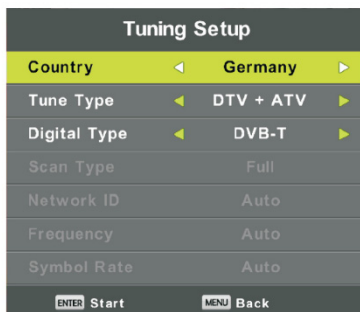 Tuning Setup
Country Germany
Tune Type DTV + ATV
Digital Type DVB-T
Scan Type Full
Network ID Auto
Frequency Auto
Symbol Rate Auto
ENTER Start MENU Back